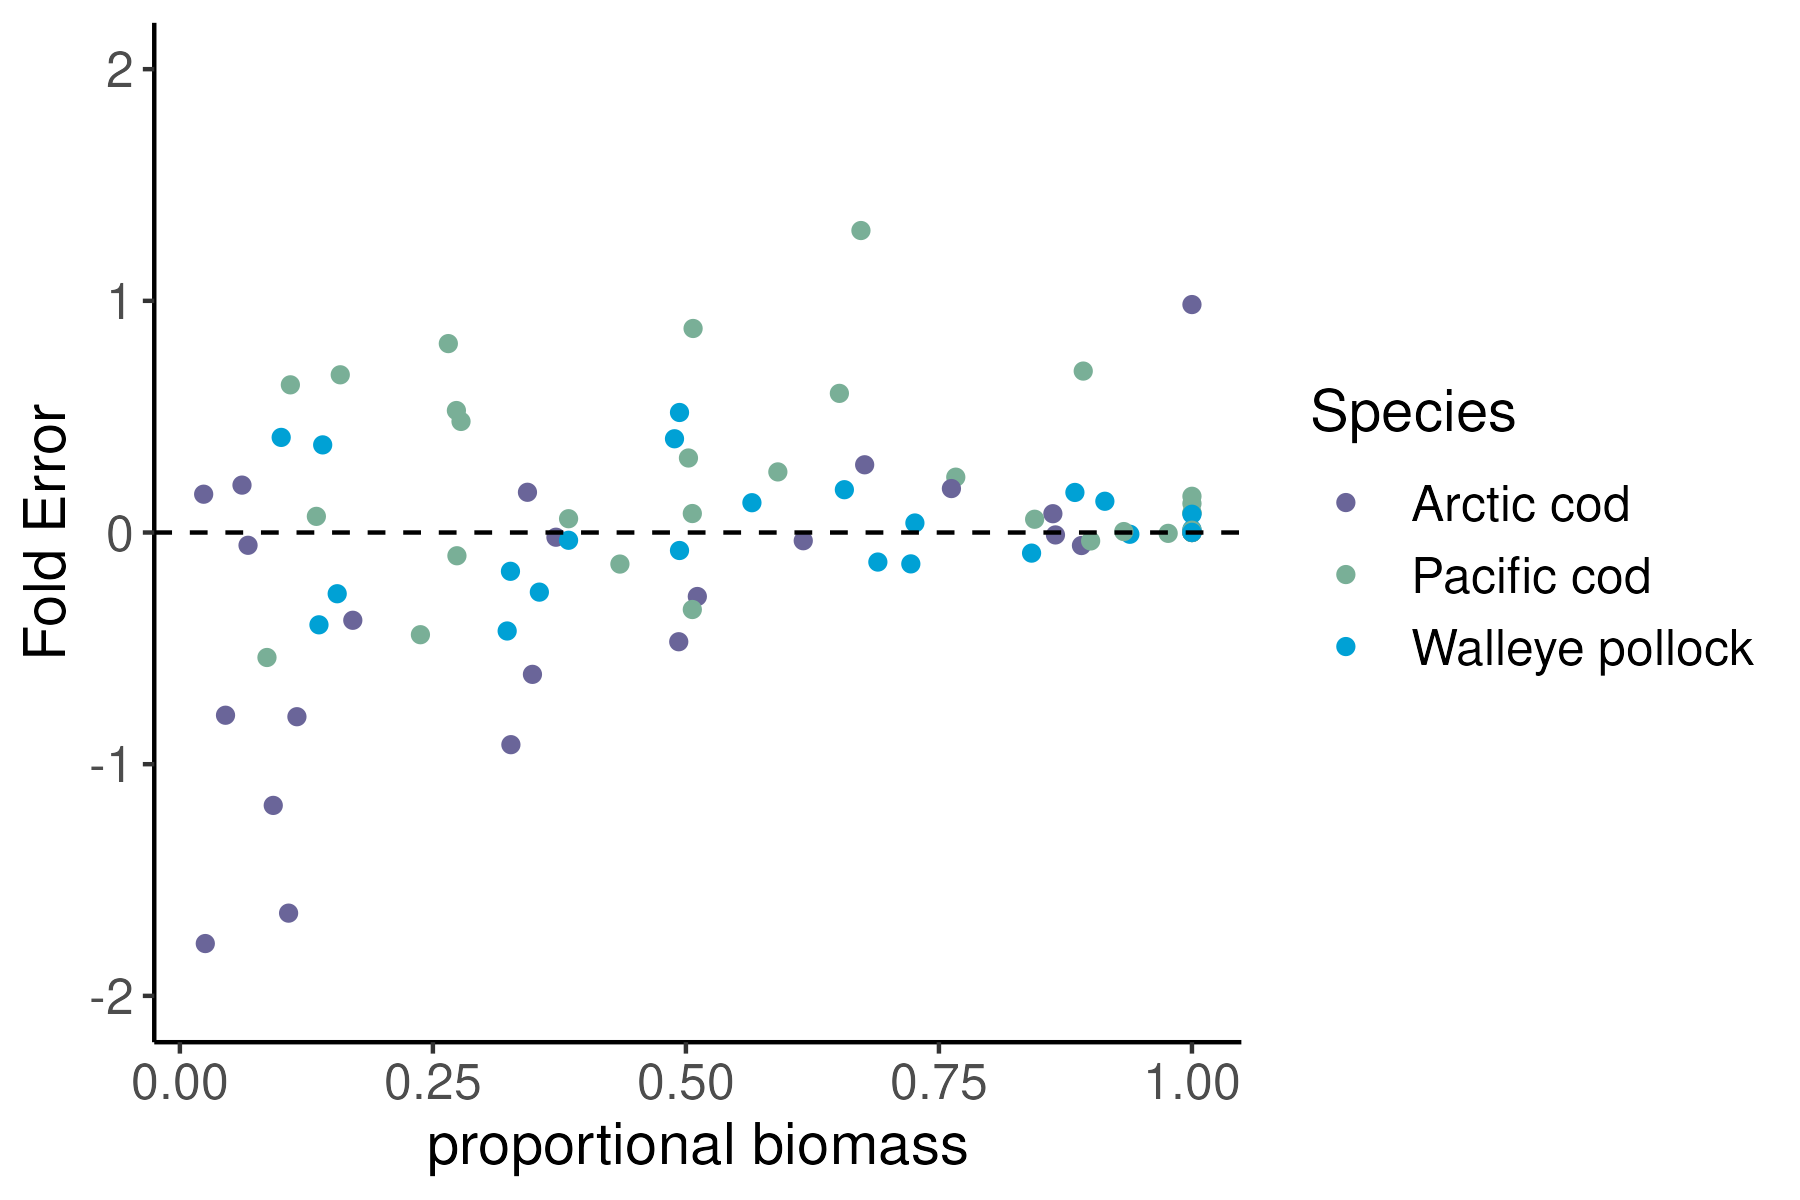 2
1
0
-1
-2
Fold Error
0.00 0.25 0.50 0.75 1.00
proportional biomass
Species
Arctic cod
Pacific cod
Walleye pollock